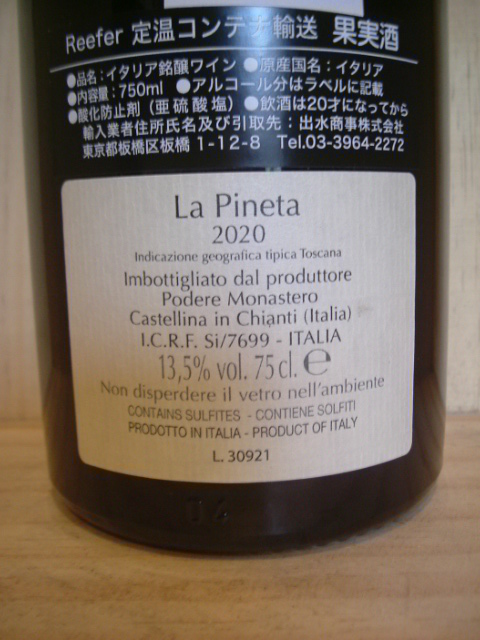 Reefer 定温コンテナ輸送 果実酒
●品名：イタリア銘醸ワイン ●原産国名：イタリア
●内容量：750ml ●アルコール分はラベルに記載
●酸化防止剤（亜硫酸塩）●飲酒は20才になってから
輸入業者住所氏名及び引取先：出水商事株式会社
東京都板橋区板橋 1-12-8 Tel.03-3964-2272
La Pineta
2020
Indicazione geografica tipica Toscana
Imbottigliato dal produttore
Podere Monastero
Castellina in Chianti (Italia)
I.C.R.F. Si/7699 - ITALIA
13,5% vol. 75cl. ℮
Non disperdere il vetro nell'ambiente
CONTAINS SULFITES - CONTIENE SOLFITI
PRODOTTO IN ITALIA - PRODUCT OF ITALY
L. 30921